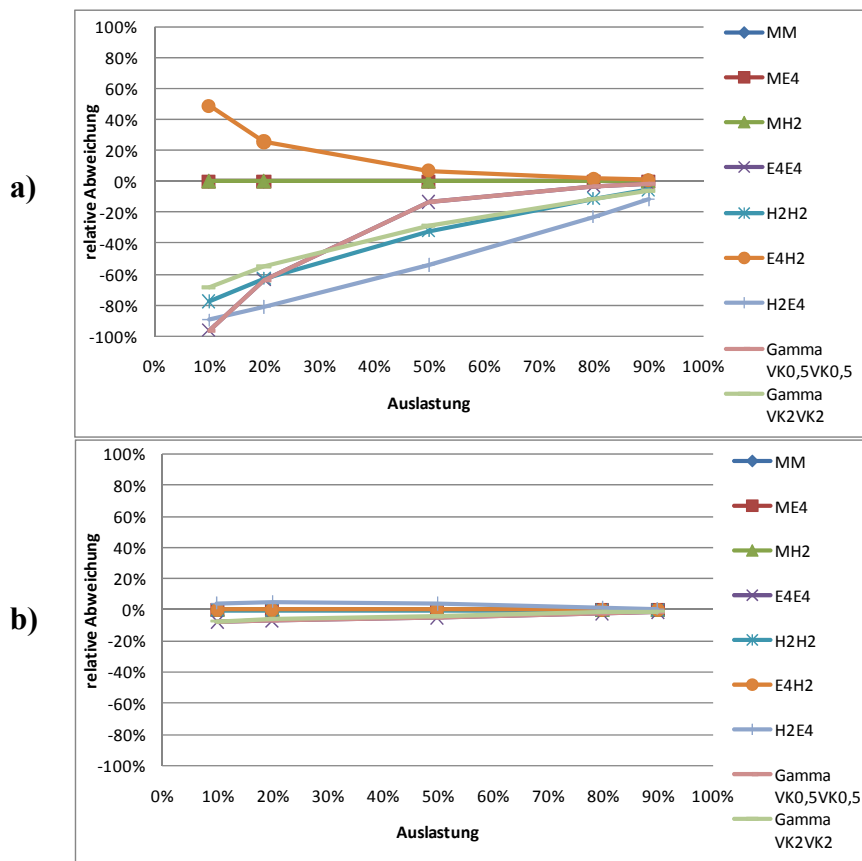 a)
relative Abweichung
100%
80%
60%
40%
20%
0%
-20%
-40%
-60%
-80%
-100%
0% 10% 20% 30% 40% 50% 60% 70% 80% 90% 100%
Auslastung
MM
ME4
MH2
E4E4
H2H2
E4H2
H2E4
Gamma
VK0,5VK0,5
Gamma
VK2VK2
b)
relative Abweichung
100%
80%
60%
40%
20%
0%
-20%
-40%
-60%
-80%
-100%
0% 10% 20% 30% 40% 50% 60% 70% 80% 90% 100%
Auslastung
MM
ME4
MH2
E4E4
H2H2
E4H2
H2E4
Gamma
VK0,5VK0,5
Gamma
VK2VK2